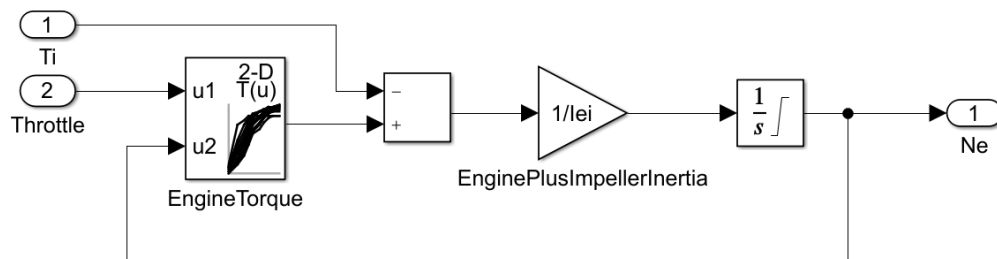 1
Ti
2
Throttle
u1
u2
2-D
T(u)
EngineTorque
−
+
1/Iei
EnginePlusImpellerInertia
1
s
1
Ne